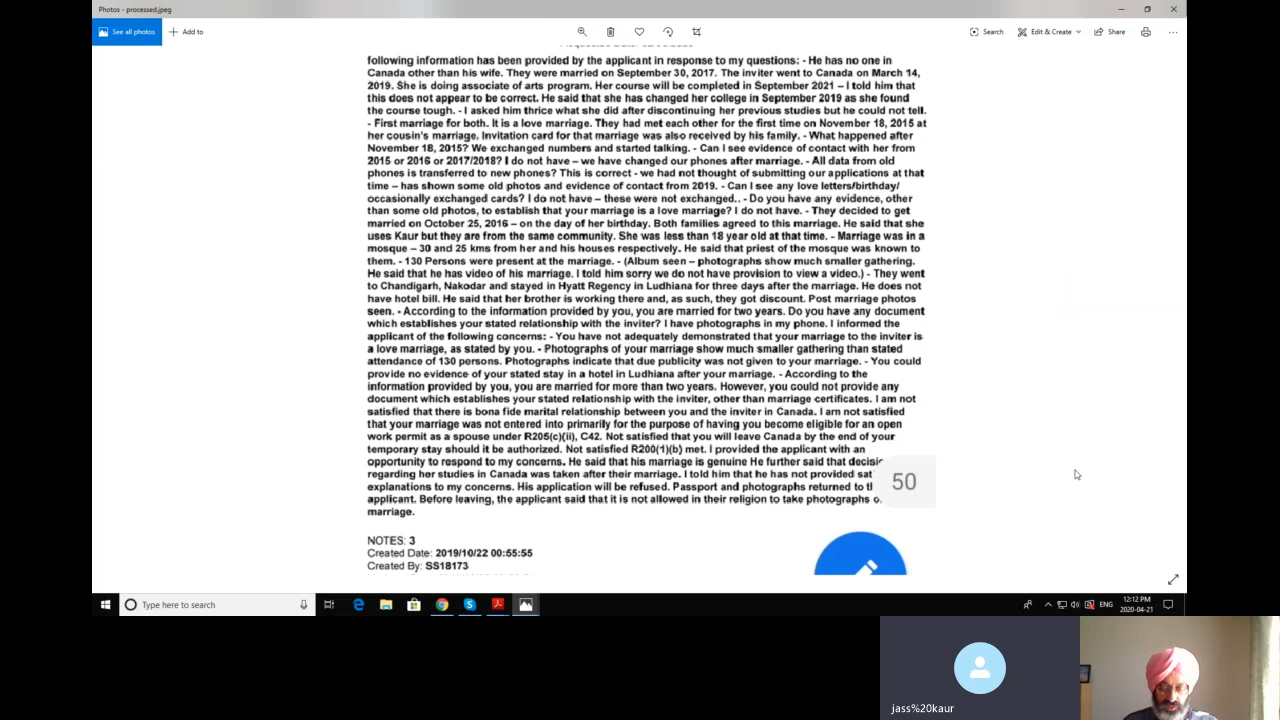 Photos - processed.jpeg
See all photos
Add to
Search
Edit & Create
Share
following information has been provided by the applicant in response to my questions: - He has no one in
Canada other than his wife. They were married on September 30, 2017. The inviter went to Canada on March 14,
2019. She is doing associate of arts program. Her course will be completed in September 2021 – I told him that
this does not appear to be correct. He said that she has changed her college in September 2019 as she found
the course tough. - I asked him thrice what she did after discontinuing her previous studies but he could not tell.
- First marriage for both. It is a love marriage. They had met each other for the first time on November 18, 2015 at
her cousin's marriage. Invitation card for that marriage was also received by his family. - What happened after
November 18, 2015? We exchanged numbers and started talking. - Can I see evidence of contact with her from
2015 or 2016 or 2017/2018? I do not have – we have changed our phones after marriage. - All data from old
phones is transferred to new phones? This is correct - we had not thought of submitting our applications at that
time – has shown some old photos and evidence of contact from 2019. - Can I see any love letters/birthday/
occasionally exchanged cards? I do not have – these were not exchanged.. - Do you have any evidence, other
than some old photos, to establish that your marriage is a love marriage? I do not have. - They decided to get
married on October 25, 2016 – on the day of her birthday. Both families agreed to this marriage. He said that she
uses Kaur but they are from the same community. She was less than 18 year old at that time. - Marriage was in a
mosque – 30 and 25 kms from her and his houses respectively. He said that priest of the mosque was known to
them. - 130 Persons were present at the marriage. - (Album seen – photographs show much smaller gathering.
He said that he has video of his marriage. I told him sorry we do not have provision to view a video.) - They went
to Chandigarh, Nakodar and stayed in Hyatt Regency in Ludhiana for three days after the marriage. He does not
have hotel bill. He said that her brother is working there and, as such, they got discount. Post marriage photos
seen. - According to the information provided by you, you are married for two years. Do you have any document
which establishes your stated relationship with the inviter? I have photographs in my phone. I informed the
applicant of the following concerns: - You have not adequately demonstrated that your marriage to the inviter is
a love marriage, as stated by you. - Photographs of your marriage show much smaller gathering than stated
attendance of 130 persons. Photographs indicate that due publicity was not given to your marriage. - You could
provide no evidence of your stated stay in a hotel in Ludhiana after your marriage. - According to the
information provided by you, you are married for more than two years. However, you could not provide any
document which establishes your stated relationship with the inviter, other than marriage certificates. I am not
satisfied that there is bona fide marital relationship between you and the inviter in Canada. I am not satisfied
that your marriage was not entered into primarily for the purpose of having you become eligible for an open
work permit as a spouse under R205(c)(ii), C42. Not satisfied that you will leave Canada by the end of your
temporary stay should it be authorized. Not satisfied R200(1)(b) met. I provided the applicant with an
opportunity to respond to my concerns. He said that his marriage is genuine He further said that
regarding her studies in Canada was taken after their marriage. I told him that he has not provided
explanations to my concerns. His application will be refused. Passport and photographs returned to
applicant. Before leaving, the applicant said that it is not allowed in their religion to take photographs
marriage.
50
NOTES: 3
Created Date: 2019/10/22 00:55:55
Created By: SS18173
Type here to search
ENG
12:12 PM
2020-04-21
jass%20kaur